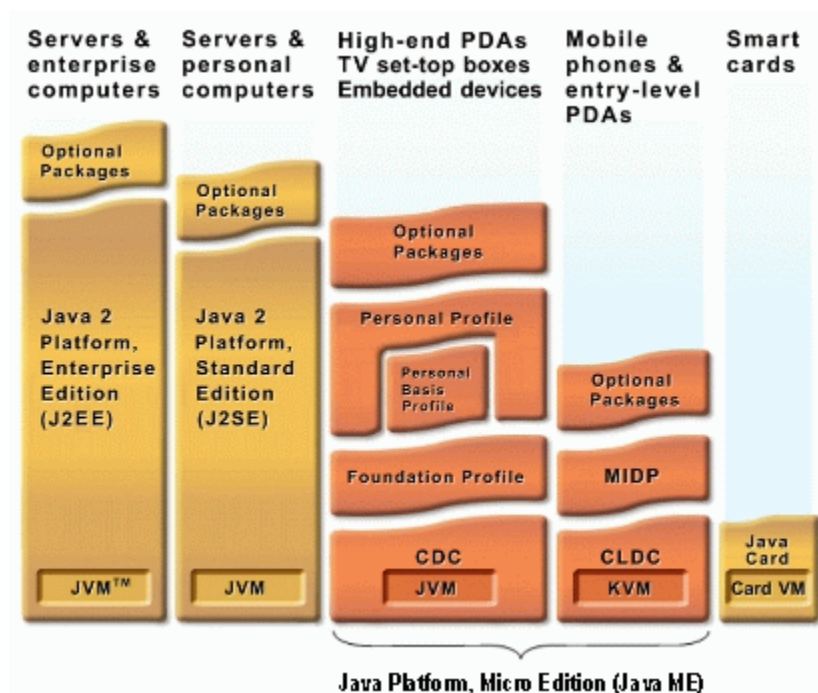 Servers &
enterprise
computers
Servers &
personal
computers
High-end PDAs
TV set-top boxes
Embedded devices
Mobile
phones &
entry-level
PDAs
Smart
cards
Optional
Packages
Java 2
Platform,
Enterprise
Edition
(J2EE)
JVM™
Optional
Packages
Java 2
Platform,
Standard
Edition
(J2SE)
JVM
Optional
Packages
Personal Profile
Personal
Basis
Profile
Foundation Profile
CDC
JVM
Optional
Packages
MIDP
CLDC
KVM
Java
Card
Card VM
Java Platform, Micro Edition (Java ME)